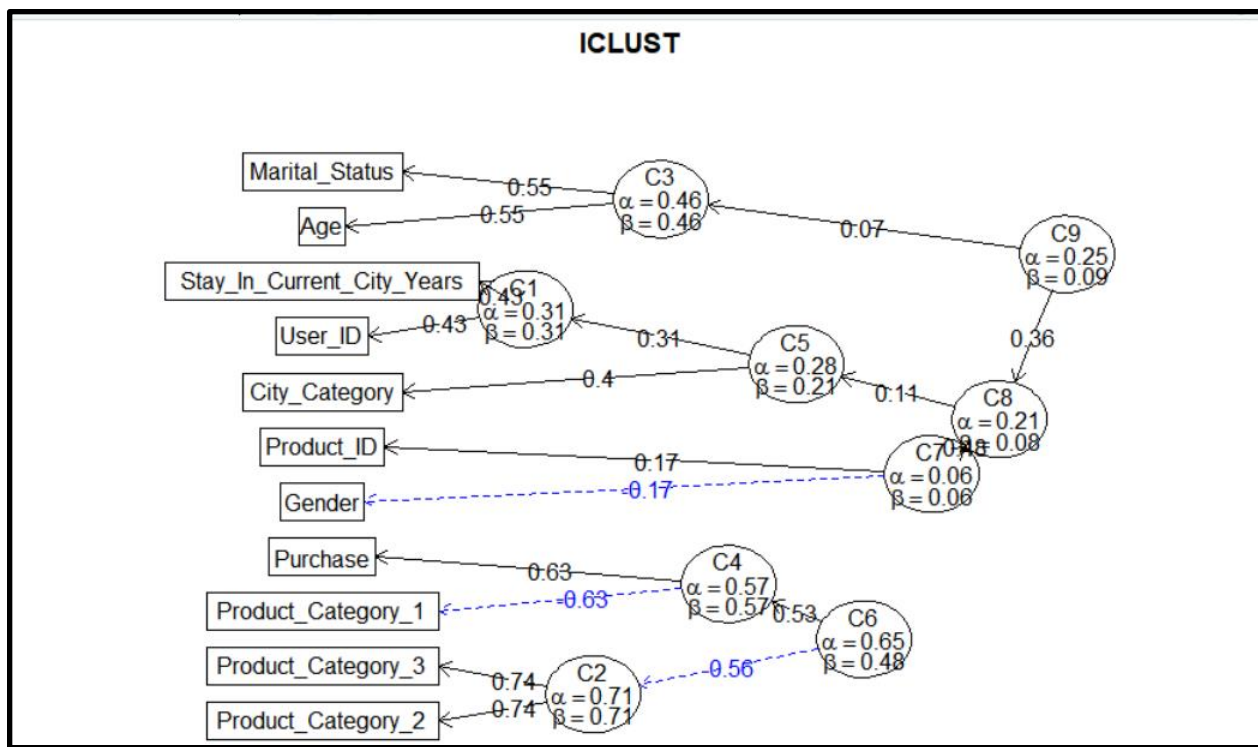 ICLUST
Marital_Status
0.55
Age
0.55
C3
α = 0.46
β = 0.46
0.07
C9
α = 0.25
β = 0.09
Stay_In_Current_City_Years
0.43
C1
α = 0.31
β = 0.31
User_ID
0.43
0.31
C5
α = 0.28
β = 0.21
0.36
City_Category
0.4
0.11
C8
α = 0.21
β = 0.08
Product_ID
0.17
C7
α = 0.06
β = 0.06
Gender
-0.17
Purchase
0.63
C4
α = 0.57
β = 0.57
Product_Category_1
-0.63
0.53
C6
α = 0.65
β = 0.48
Product_Category_3
0.74
C2
α = 0.71
β = 0.71
-0.56
Product_Category_2
0.74